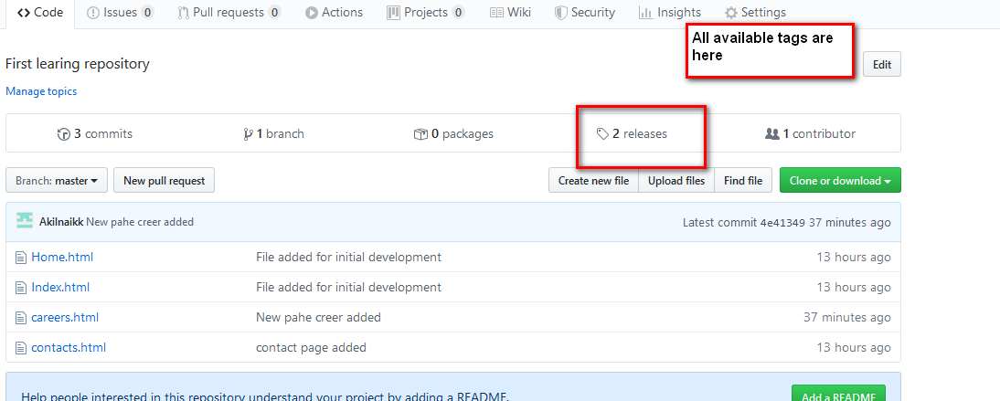 Code Issues 0 Pull requests 0 Actions Projects 0 Wiki Security Insights Settings
All available tags are
here
First learing repository
Edit
Manage topics
3 commits 1 branch 0 packages 2 releases 1 contributor
Branch: master New pull request Create new file Upload files Find file Clone or download
Akilnaikk New pahe creer added Latest commit 4e41349 37 minutes ago
Home.html File added for initial development 13 hours ago
Index.html File added for initial development 13 hours ago
careers.html New pahe creer added 37 minutes ago
contacts.html contact page added 13 hours ago
Help people interested in this repository understand your project by adding a README. Add a README